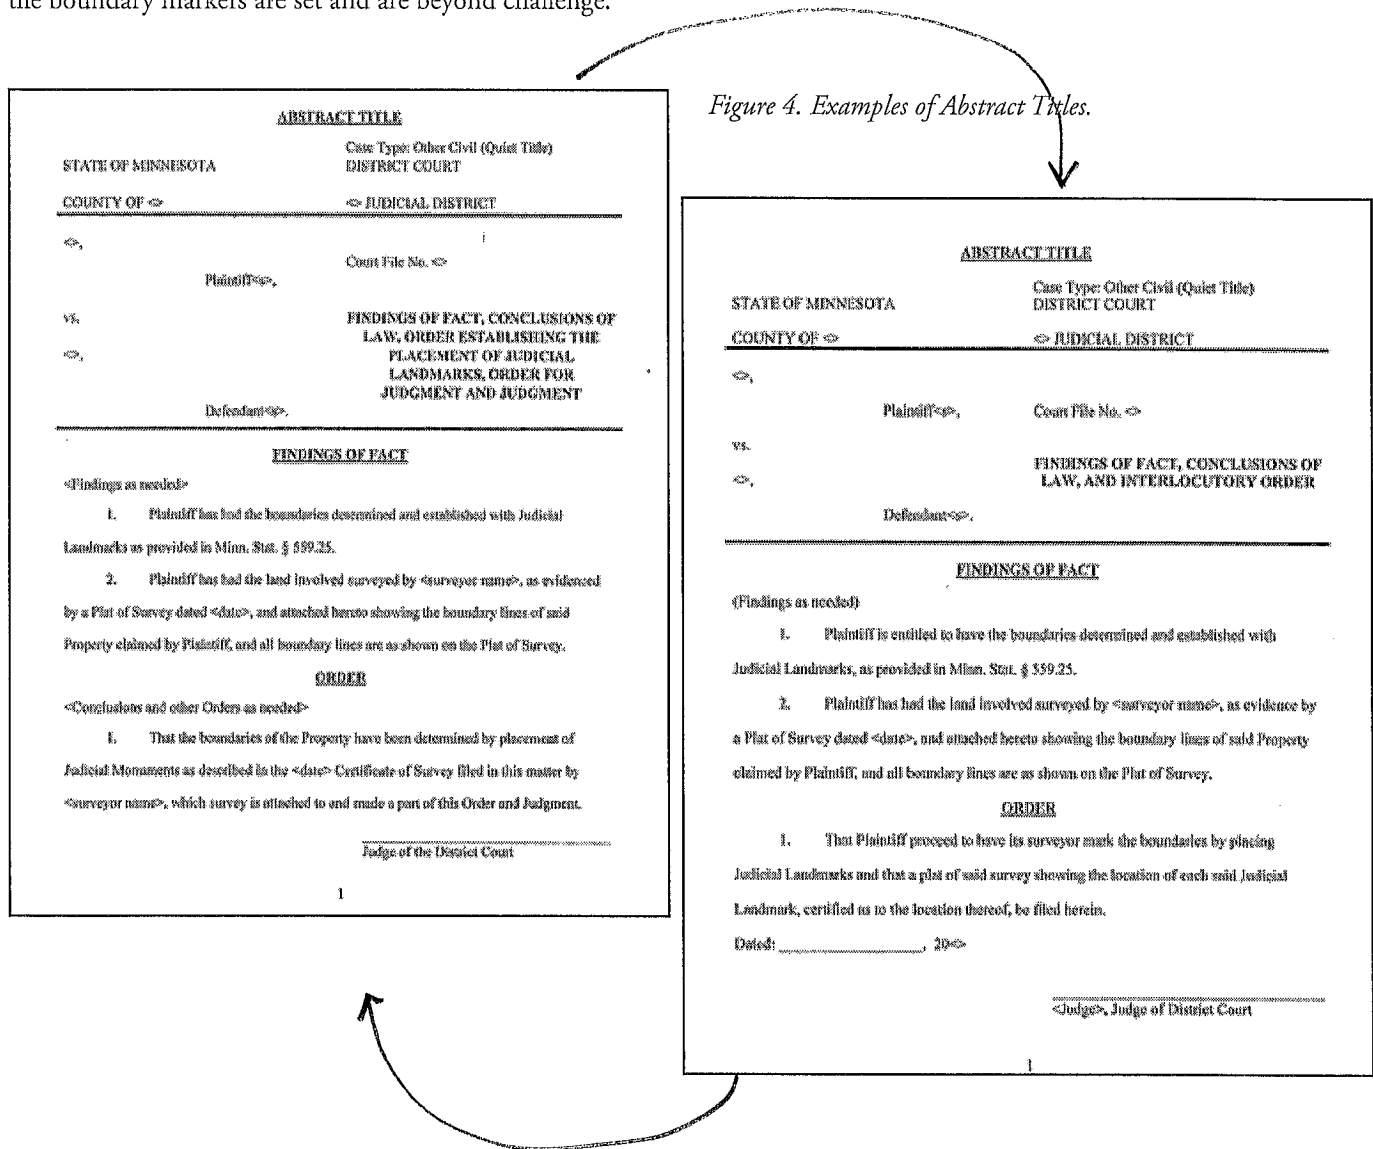 the boundary markers are set and are beyond challenge.
Figure 4. Examples of Abstract Titles.
ABSTRACT TITLE
Case Type: Other Civil (Quiet Title)
STATE OF MINNESOTA DISTRICT COURT
COUNTY OF <> <> JUDICIAL DISTRICT
<>,
Court File No. <>
Plaintiff<s>,
vs. FINDINGS OF FACT, CONCLUSIONS OF
LAW, ORDER ESTABLISHING THE
<>, PLACEMENT OF JUDICIAL
LANDMARKS, ORDER FOR
JUDGMENT AND JUDGMENT
Defendant<s>.
FINDINGS OF FACT
<Findings as needed>
1. Plaintiff has had the boundaries determined and established with Judicial
Landmarks as provided in Minn. Stat. § 559.25.
2. Plaintiff has had the land involved surveyed by <surveyor name>, as evidenced
by a Plat of Survey dated <date>, and attached hereto showing the boundary lines of said
Property claimed by Plaintiff, and all boundary lines are as shown on the Plat of Survey.
ORDER
<Conclusions and other Orders as needed>
1. That the boundaries of the Property have been determined by placement of
Judicial Monuments as described in the <date> Certificate of Survey filed in this matter by
<surveyor name>, which survey is attached to and made a part of this Order and Judgment.
Judge of the District Court
1
ABSTRACT TITLE
Case Type: Other Civil (Quiet Title)
STATE OF MINNESOTA DISTRICT COURT
COUNTY OF <> <> JUDICIAL DISTRICT
<>,
Plaintiff<s>, Court File No. <>
vs.
FINDINGS OF FACT, CONCLUSIONS OF
<>, LAW, AND INTERLOCUTORY ORDER
Defendant<s>.
FINDINGS OF FACT
(Findings as needed)
1. Plaintiff is entitled to have the boundaries determined and established with
Judicial Landmarks, as provided in Minn. Stat. § 559.25.
2. Plaintiff has had the land involved surveyed by <surveyor name>, as evidence by
a Plat of Survey dated <date>, and attached hereto showing the boundary lines of said Property
claimed by Plaintiff, and all boundary lines are as shown on the Plat of Survey.
ORDER
1. That Plaintiff proceed to have its surveyor mark the boundaries by placing
Judicial Landmarks and that a plat of said survey showing the location of each said Judicial
Landmark, certified as to the location thereof, be filed herein.
Dated: ____________________, 20<>
<Judge>, Judge of District Court
1